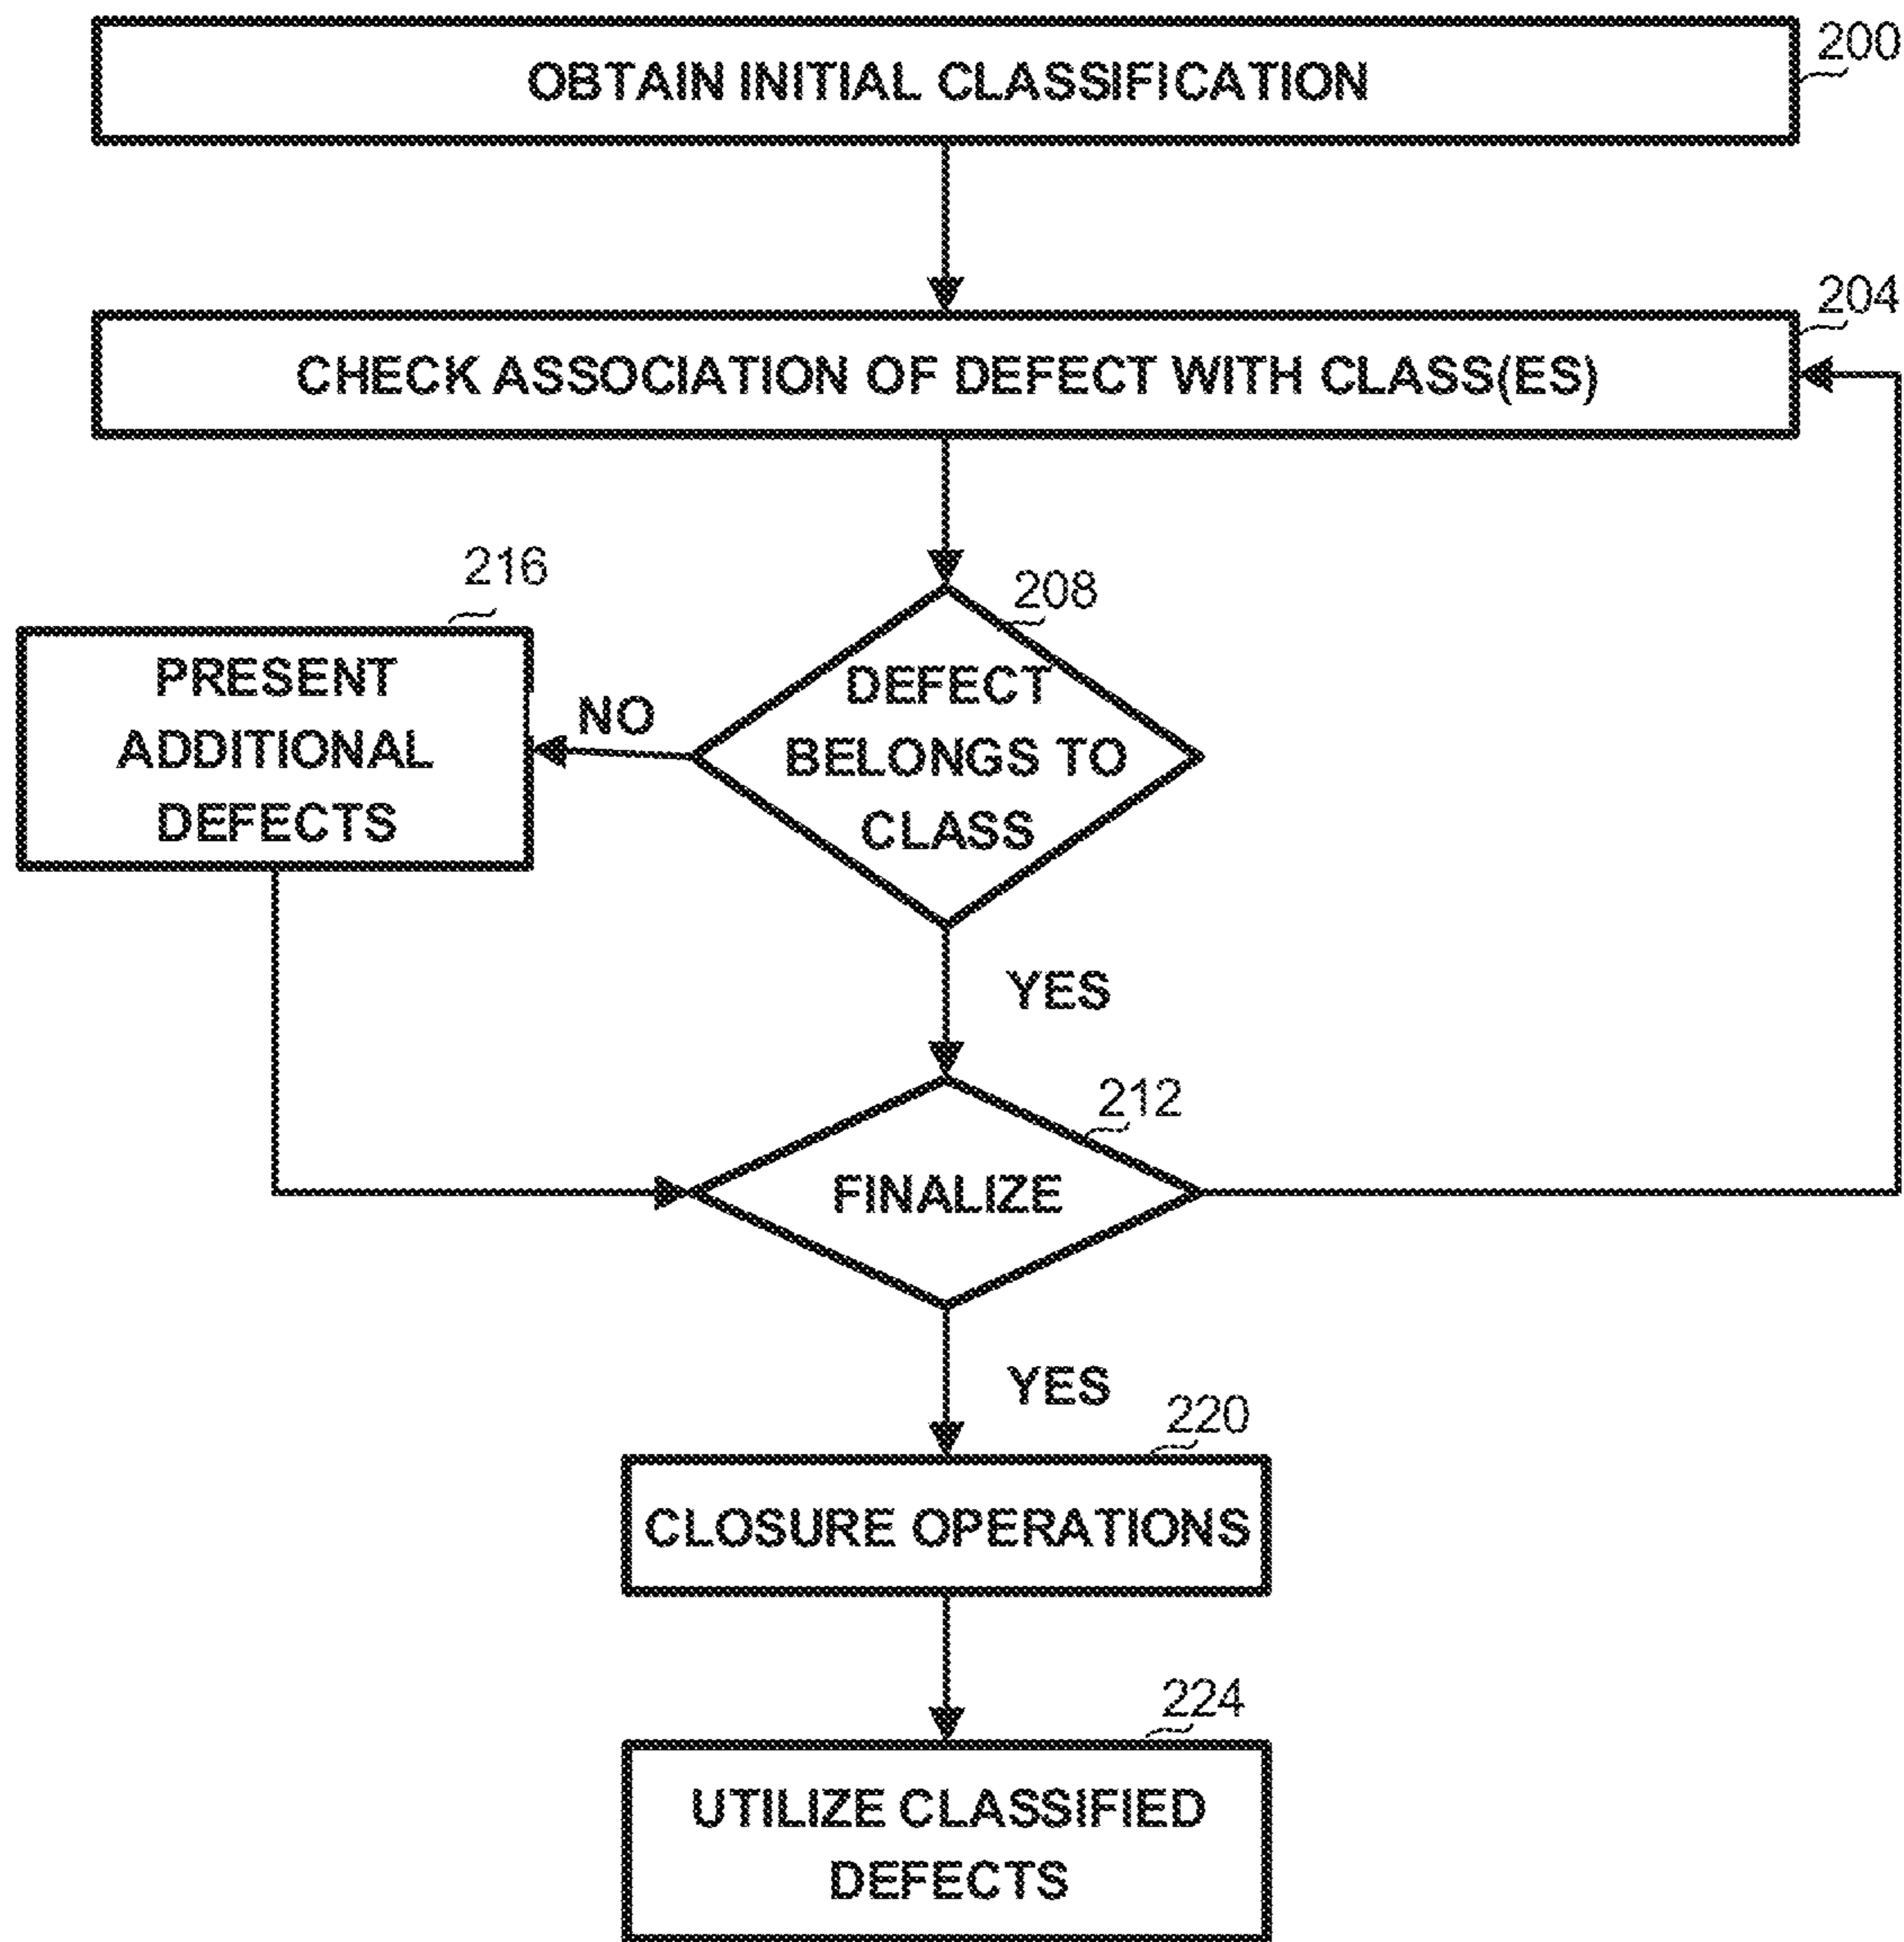 200
OBTAIN INITIAL CLASSIFICATION
204
CHECK ASSOCIATION OF DEFECT WITH CLASS(ES)
216
208
PRESENT
ADDITIONAL
DEFECTS
NO
DEFECT
BELONGS TO
CLASS
YES
212
FINALIZE
YES
220
CLOSURE OPERATIONS
224
UTILIZE CLASSIFIED
DEFECTS